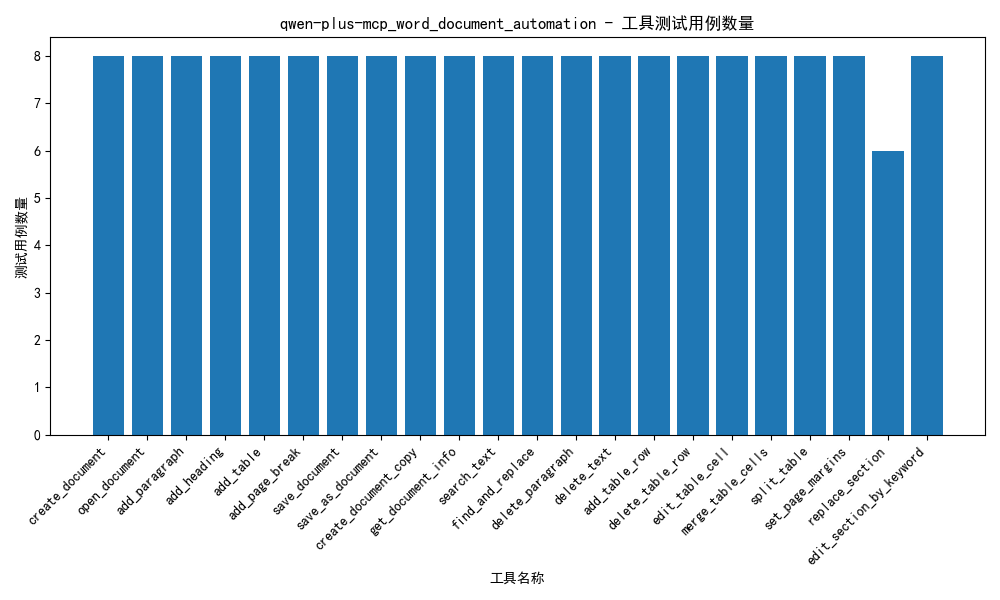 qwen-plus-mcp_word_document_automation - 工具测试用例数量
测试用例数量
8
7
6
5
4
3
2
1
0
create_document
open_document
add_paragraph
add_heading
add_table
add_page_break
save_document
save_as_document
create_document_copy
get_document_info
search_text
find_and_replace
delete_paragraph
delete_text
add_table_row
delete_table_row
edit_table_cell
merge_table_cells
split_table
set_page_margins
replace_section
edit_section_by_keyword
工具名称